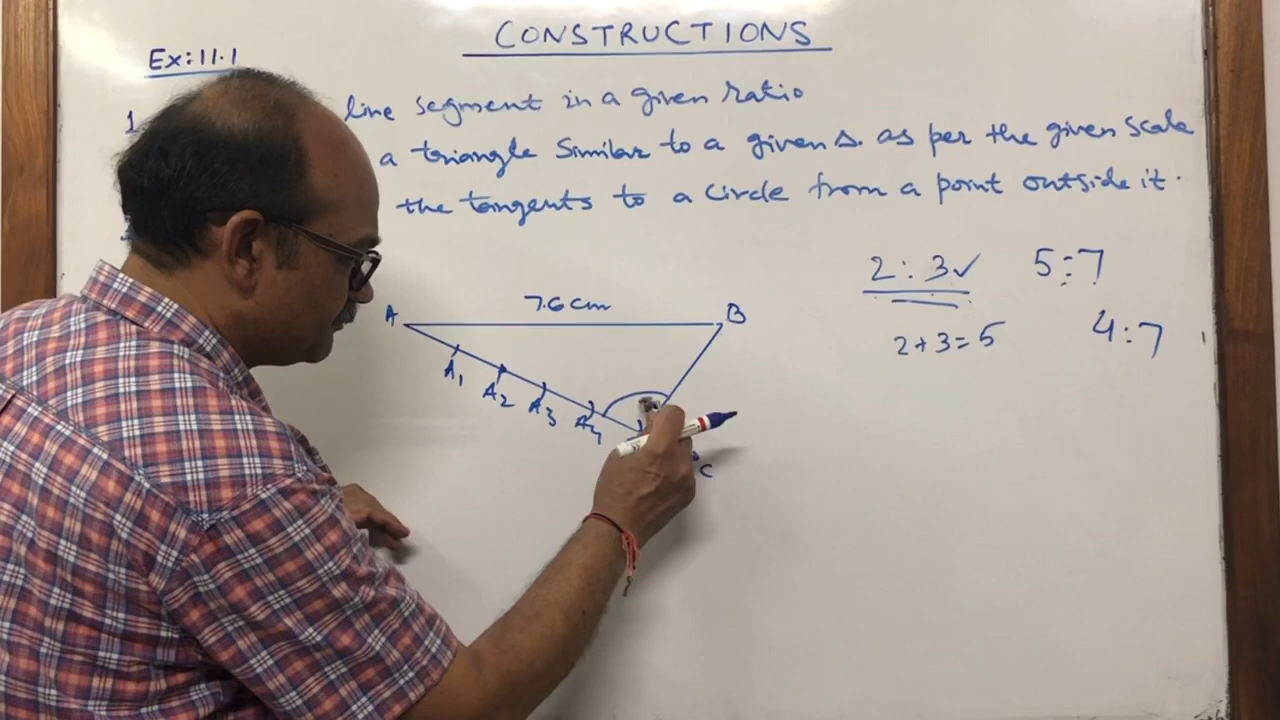 CONSTRUCTIONS
Ex: 11.1
1
line segment in a given ratio
a triangle Similar to a given Δ. as per the given Scale
the tangents to a Circle from a point outside it.
2 : 3✓ 5:7
2+3=5 4:7
7.6 cm
A B
A1
A2
A3
A4
C